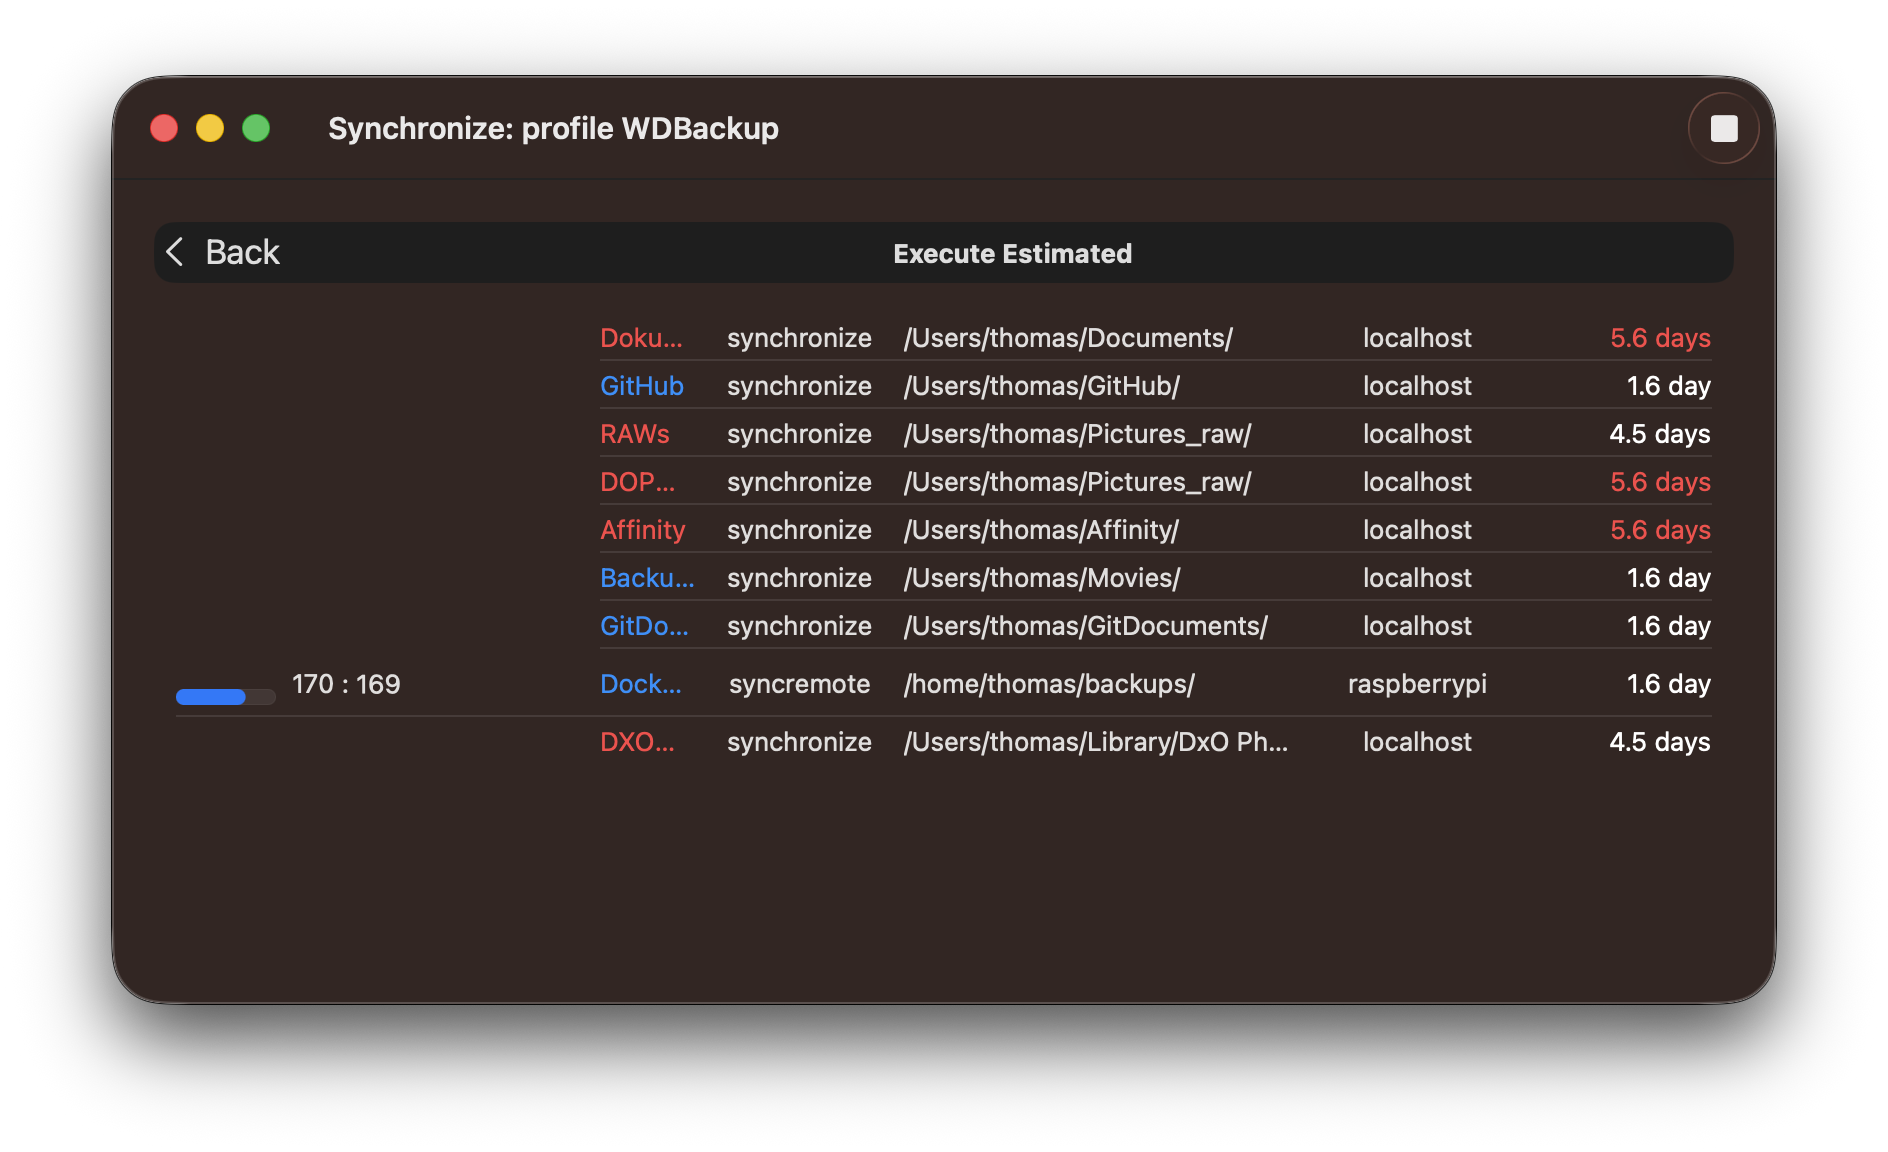 Synchronize: profile WDBackup
Back Execute Estimated
Doku... synchronize /Users/thomas/Documents/ localhost 5.6 days
GitHub synchronize /Users/thomas/GitHub/ localhost 1.6 day
RAWs synchronize /Users/thomas/Pictures_raw/ localhost 4.5 days
DOP... synchronize /Users/thomas/Pictures_raw/ localhost 5.6 days
Affinity synchronize /Users/thomas/Affinity/ localhost 5.6 days
Backu... synchronize /Users/thomas/Movies/ localhost 1.6 day
GitDo... synchronize /Users/thomas/GitDocuments/ localhost 1.6 day
170 : 169 Dock... syncremote /home/thomas/backups/ raspberrypi 1.6 day
DXO... synchronize /Users/thomas/Library/DxO Ph... localhost 4.5 days